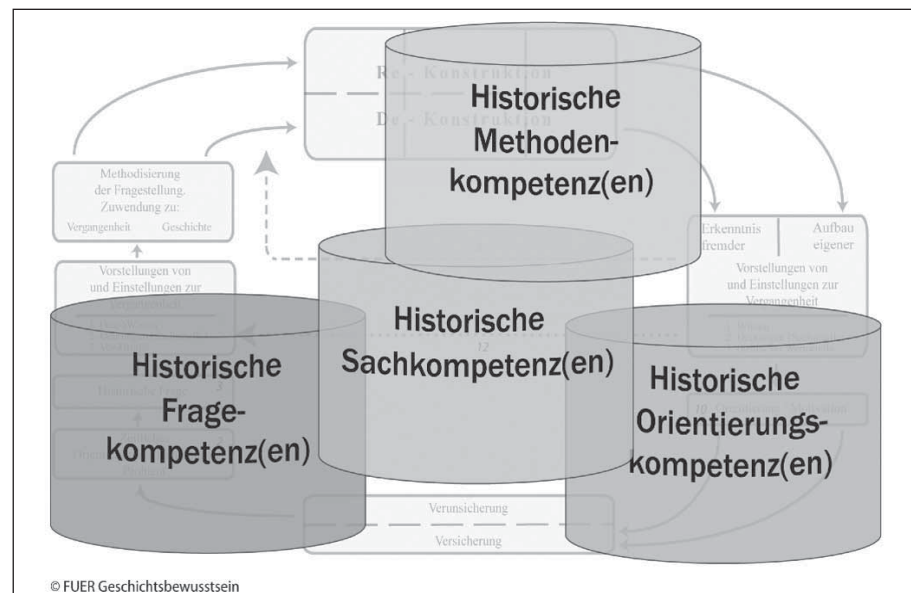 Re - Konstruktion
De - Konstruktion
Historische
Methoden-
kompetenz(en)
Methodisierung
der Fragestellung.
Zuwendung zu:
Vergangenheit Geschichte
Erkenntnis
fremder
Aufbau
eigener
Vorstellungen von
und Einstellungen zur
Vorstellungen von
und Einstellungen zur
Vergangenheit
Historische
Sachkompetenz(en)
12
Historische
Frage-
kompetenz(en)
Historische
Orientierungs-
kompetenz(en)
10
Verunsicherung
Versicherung
© FUER Geschichtsbewusstsein